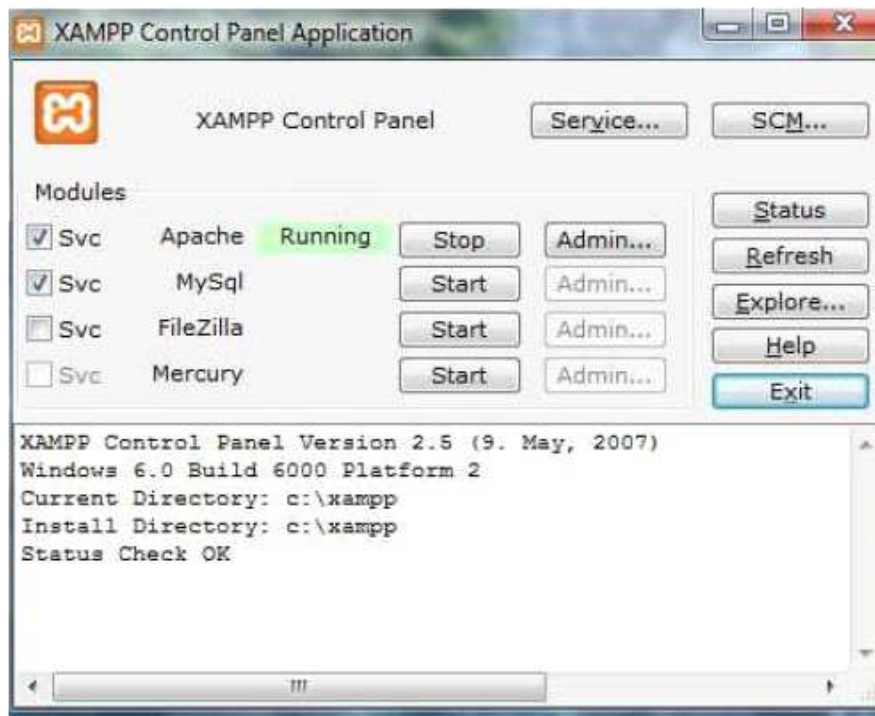 XAMPP Control Panel Application
XAMPP Control Panel
Service...
SCM...
Modules
Svc Apache Running Stop Admin...
Svc MySql Start Admin...
Svc FileZilla Start Admin...
Svc Mercury Start Admin...
Status
Refresh
Explore...
Help
Exit
XAMPP Control Panel Version 2.5 (9. May, 2007)
Windows 6.0 Build 6000 Platform 2
Current Directory: c:\xampp
Install Directory: c:\xampp
Status Check OK